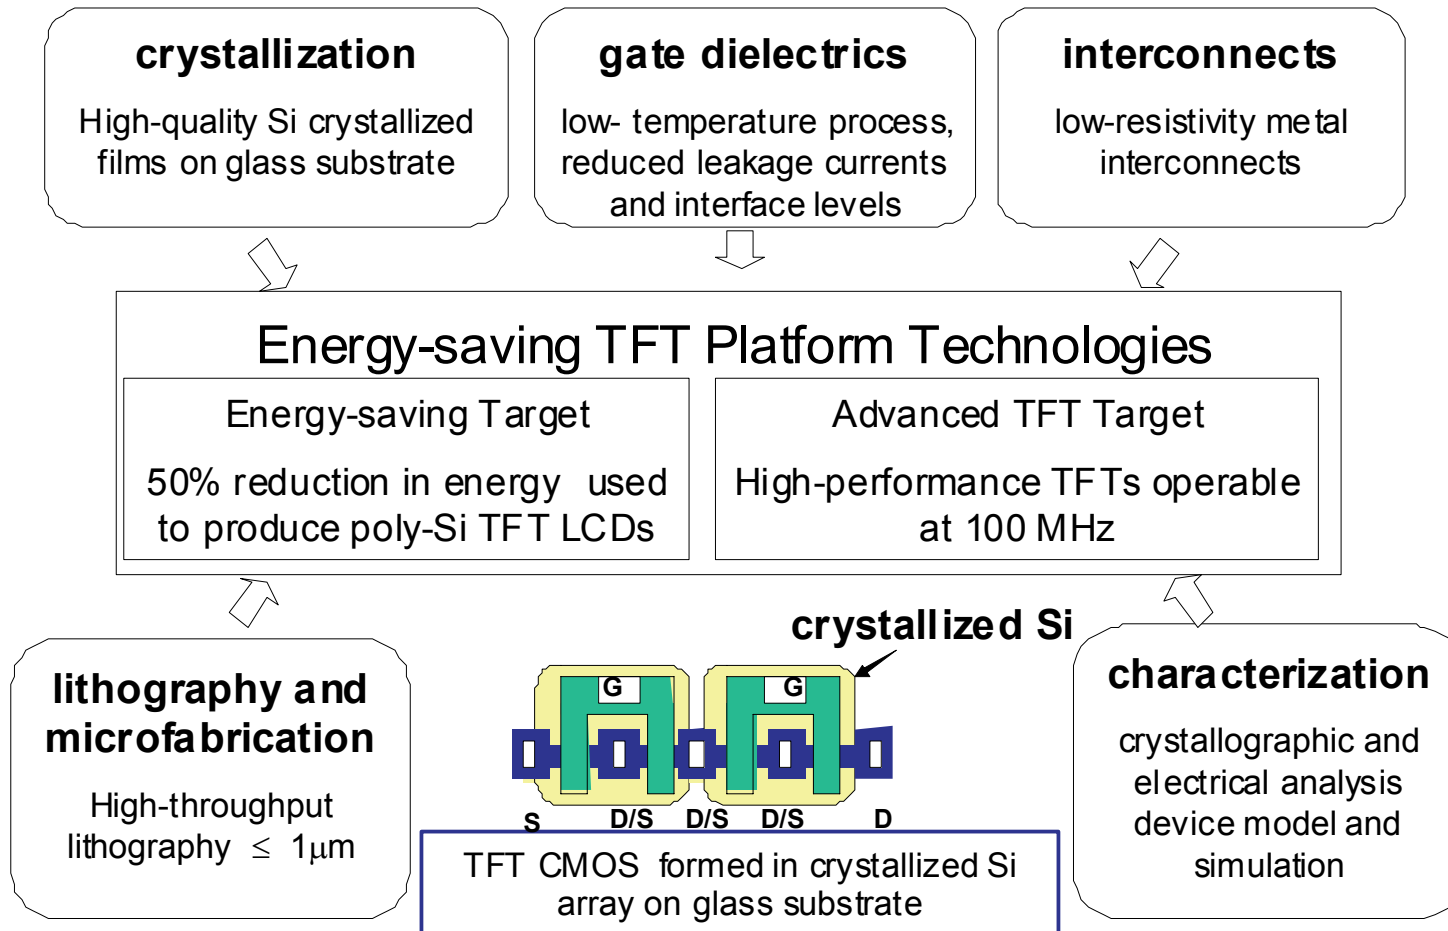 crystallization
High-quality Si crystallized
films on glass substrate
gate dielectrics
low- temperature process,
reduced leakage currents
and interface levels
interconnects
low-resistivity metal
interconnects
Energy-saving TFT Platform Technologies
Energy-saving Target
50% reduction in energy used
to produce poly-Si TFT LCDs
Advanced TFT Target
High-performance TFTs operable
at 100 MHz
lithography and
microfabrication
High-throughput
lithography ≤ 1μm
crystallized Si
G
G
S
D/S
D/S
D/S
D
TFT CMOS formed in crystallized Si
array on glass substrate
characterization
crystallographic and
electrical analysis
device model and
simulation